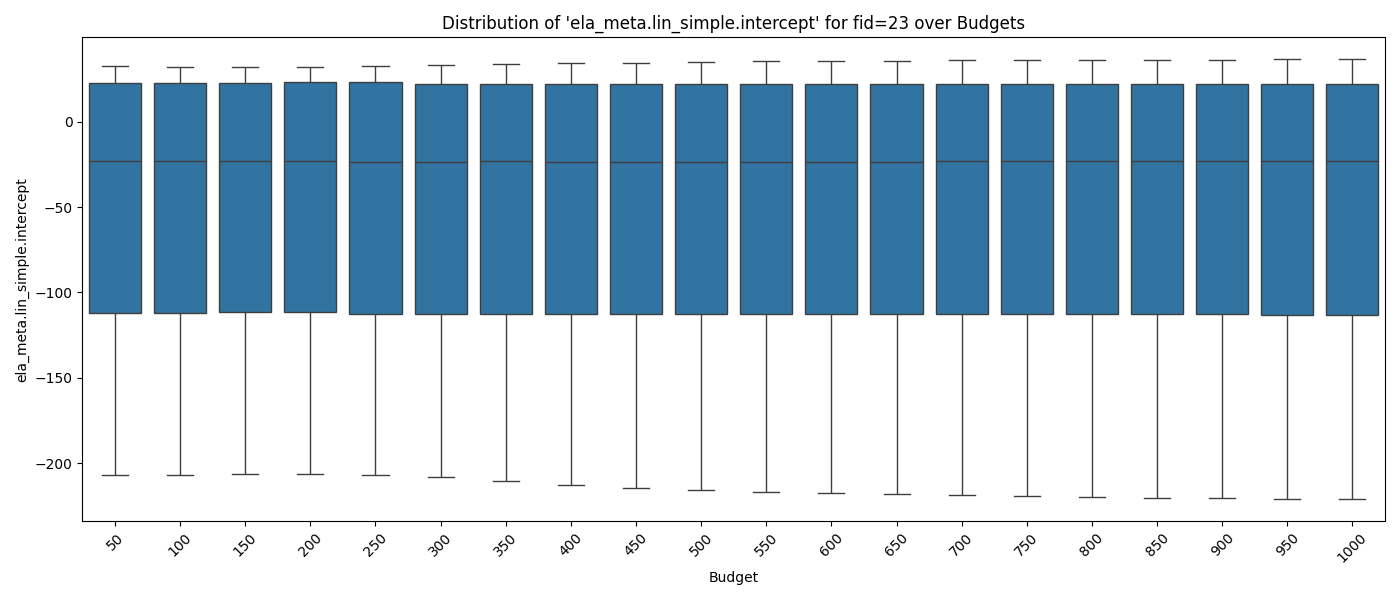 Distribution of 'ela_meta.lin_simple.intercept' for fid=23 over Budgets
ela_meta.lin_simple.intercept
0
−50
−100
−150
−200
50 100 150 200 250 300 350 400 450 500 550 600 650 700 750 800 850 900 950 1000
Budget